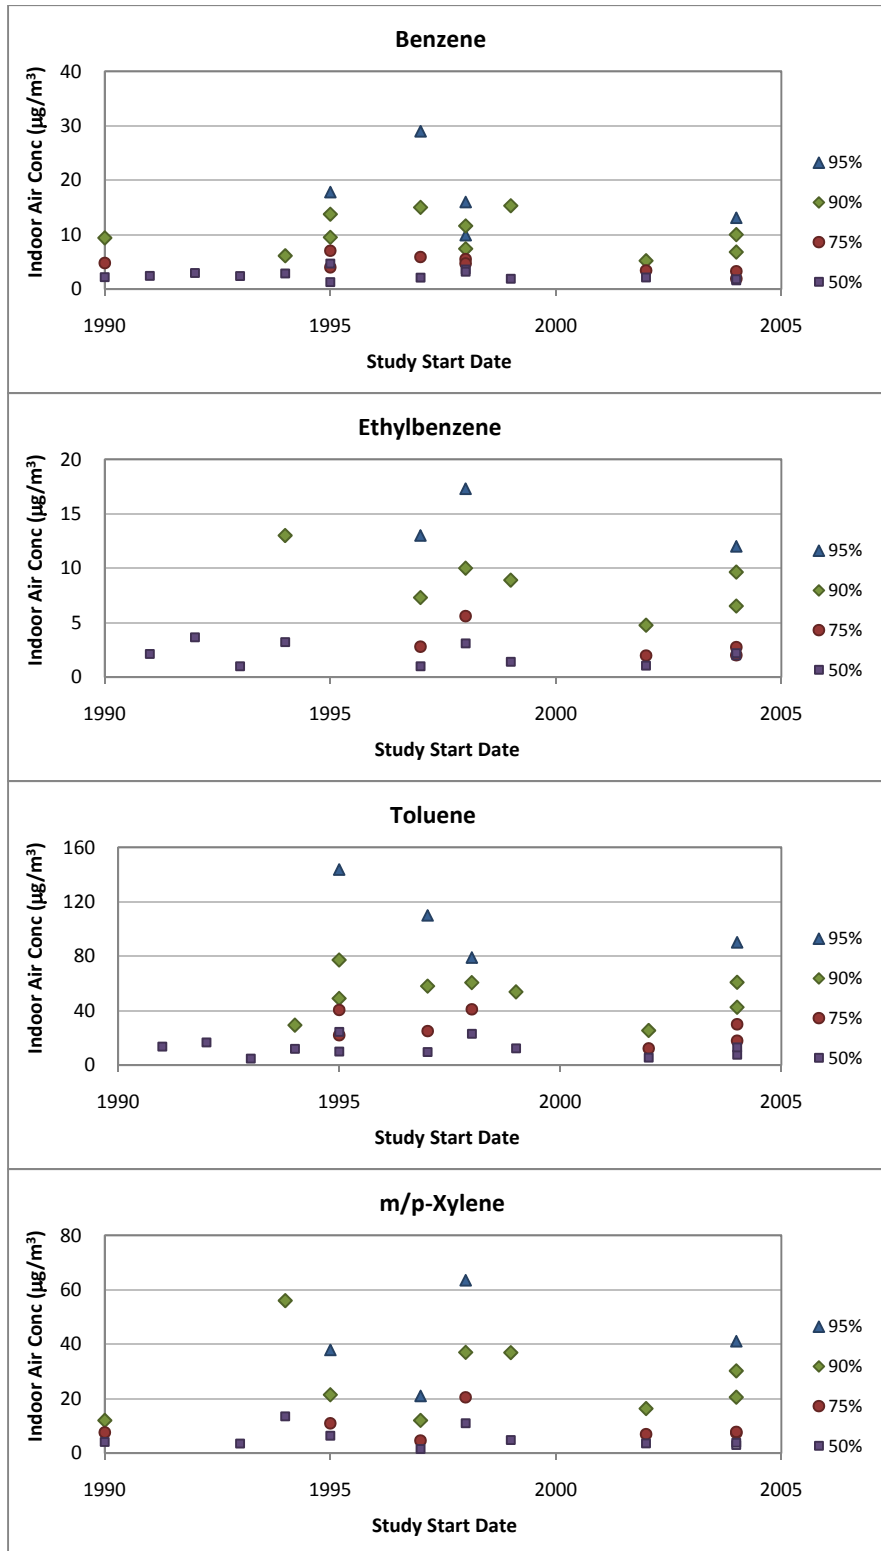 Benzene
Indoor Air Conc (µg/m³)
40
30
20
10
0
1990 1995 2000 2005
Study Start Date
95%
90%
75%
50%
Ethylbenzene
Indoor Air Conc (µg/m³)
20
15
10
5
0
1990 1995 2000 2005
Study Start Date
95%
90%
75%
50%
Toluene
Indoor Air Conc (µg/m³)
160
120
80
40
0
1990 1995 2000 2005
Study Start Date
95%
90%
75%
50%
m/p-Xylene
Indoor Air Conc (µg/m³)
80
60
40
20
0
1990 1995 2000 2005
Study Start Date
95%
90%
75%
50%